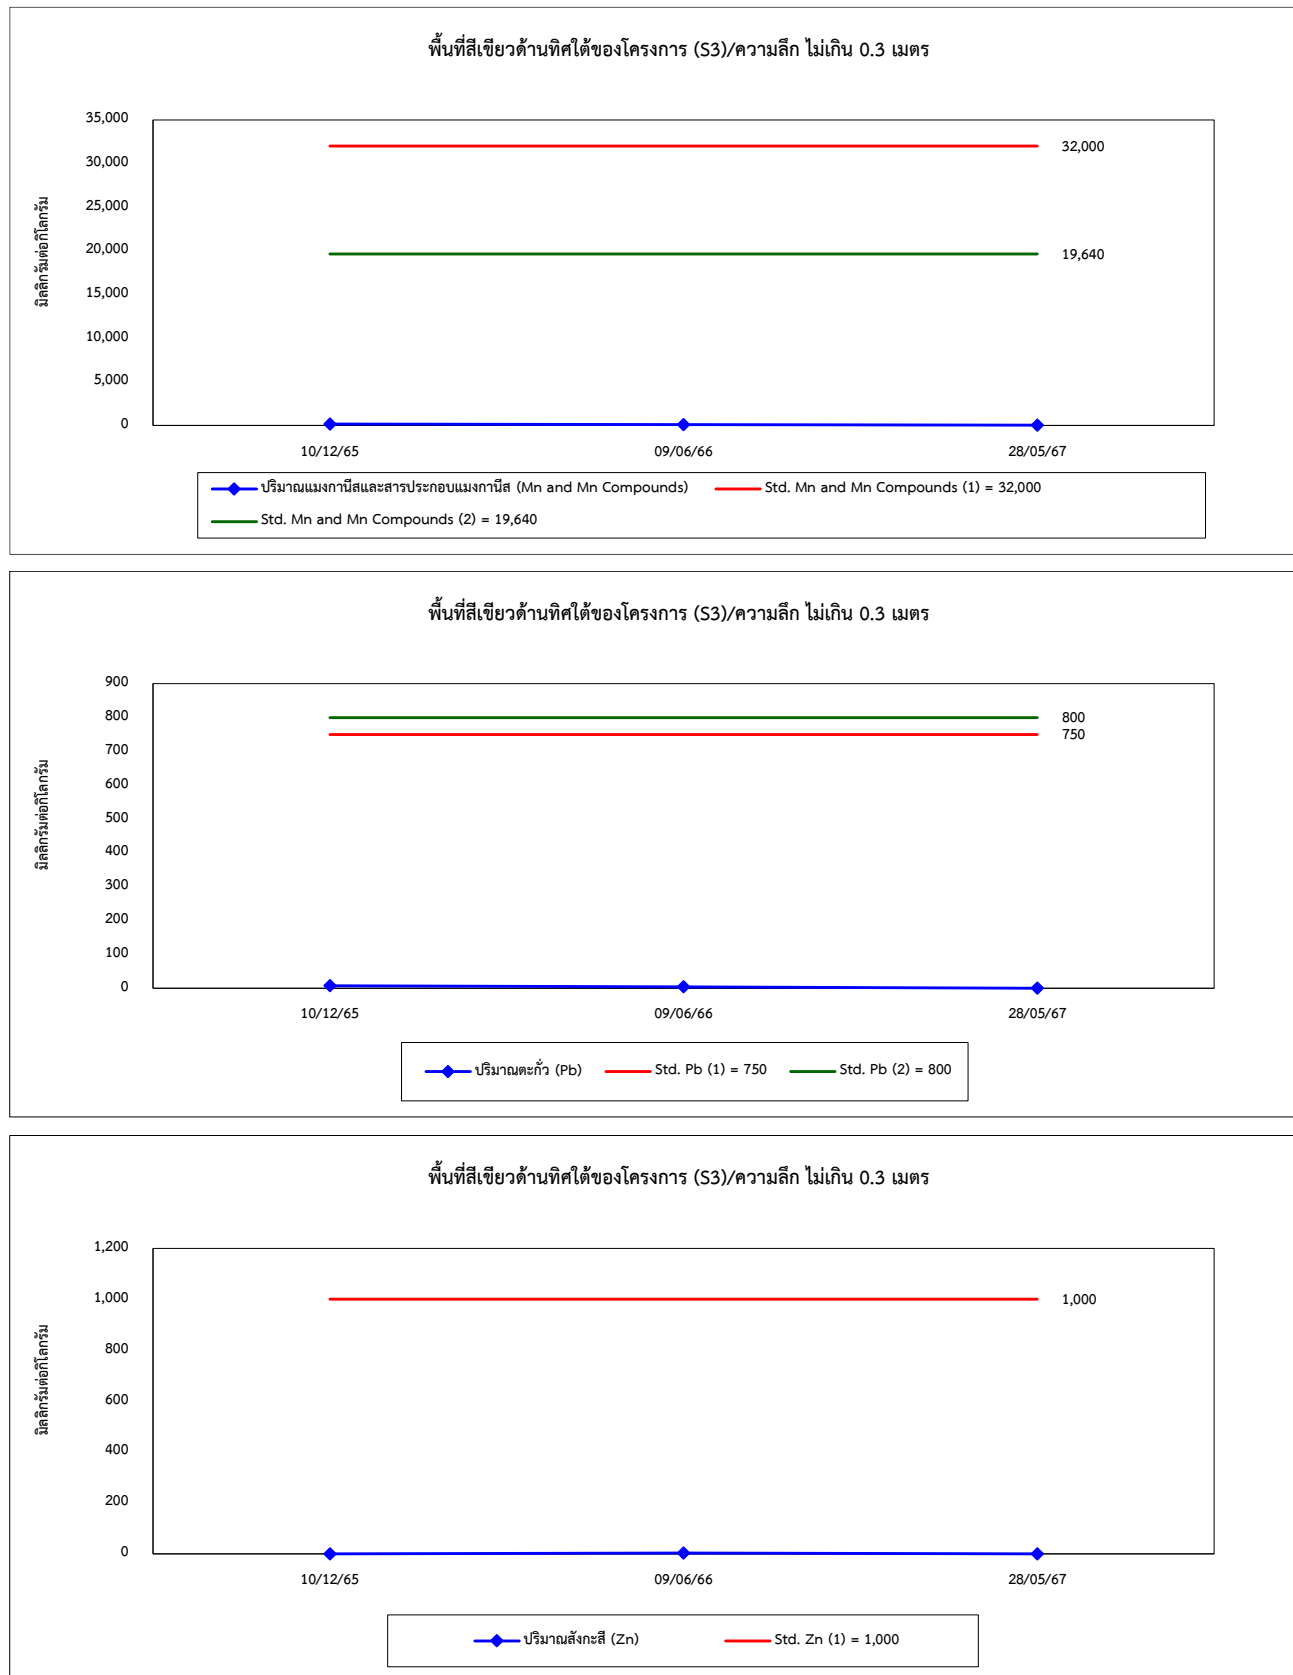 พื้นที่สีเขียวด้านทิศใต้ของโครงการ (S3)/ความลึก ไม่เกิน 0.3 เมตร
มิลลิกรัมต่อกิโลกรัม
35,000
30,000
25,000
20,000
15,000
10,000
5,000
0
32,000
19,640
10/12/65
09/06/66
28/05/67
ปริมาณแมงกานีสและสารประกอบแมงกานีส (Mn and Mn Compounds)
Std. Mn and Mn Compounds (1) = 32,000
Std. Mn and Mn Compounds (2) = 19,640
พื้นที่สีเขียวด้านทิศใต้ของโครงการ (S3)/ความลึก ไม่เกิน 0.3 เมตร
มิลลิกรัมต่อกิโลกรัม
900
800
700
600
500
400
300
200
100
0
800
750
10/12/65
09/06/66
28/05/67
ปริมาณตะกั่ว (Pb)
Std. Pb (1) = 750
Std. Pb (2) = 800
พื้นที่สีเขียวด้านทิศใต้ของโครงการ (S3)/ความลึก ไม่เกิน 0.3 เมตร
มิลลิกรัมต่อกิโลกรัม
1,200
1,000
800
600
400
200
0
1,000
10/12/65
09/06/66
28/05/67
ปริมาณสังกะสี (Zn)
Std. Zn (1) = 1,000